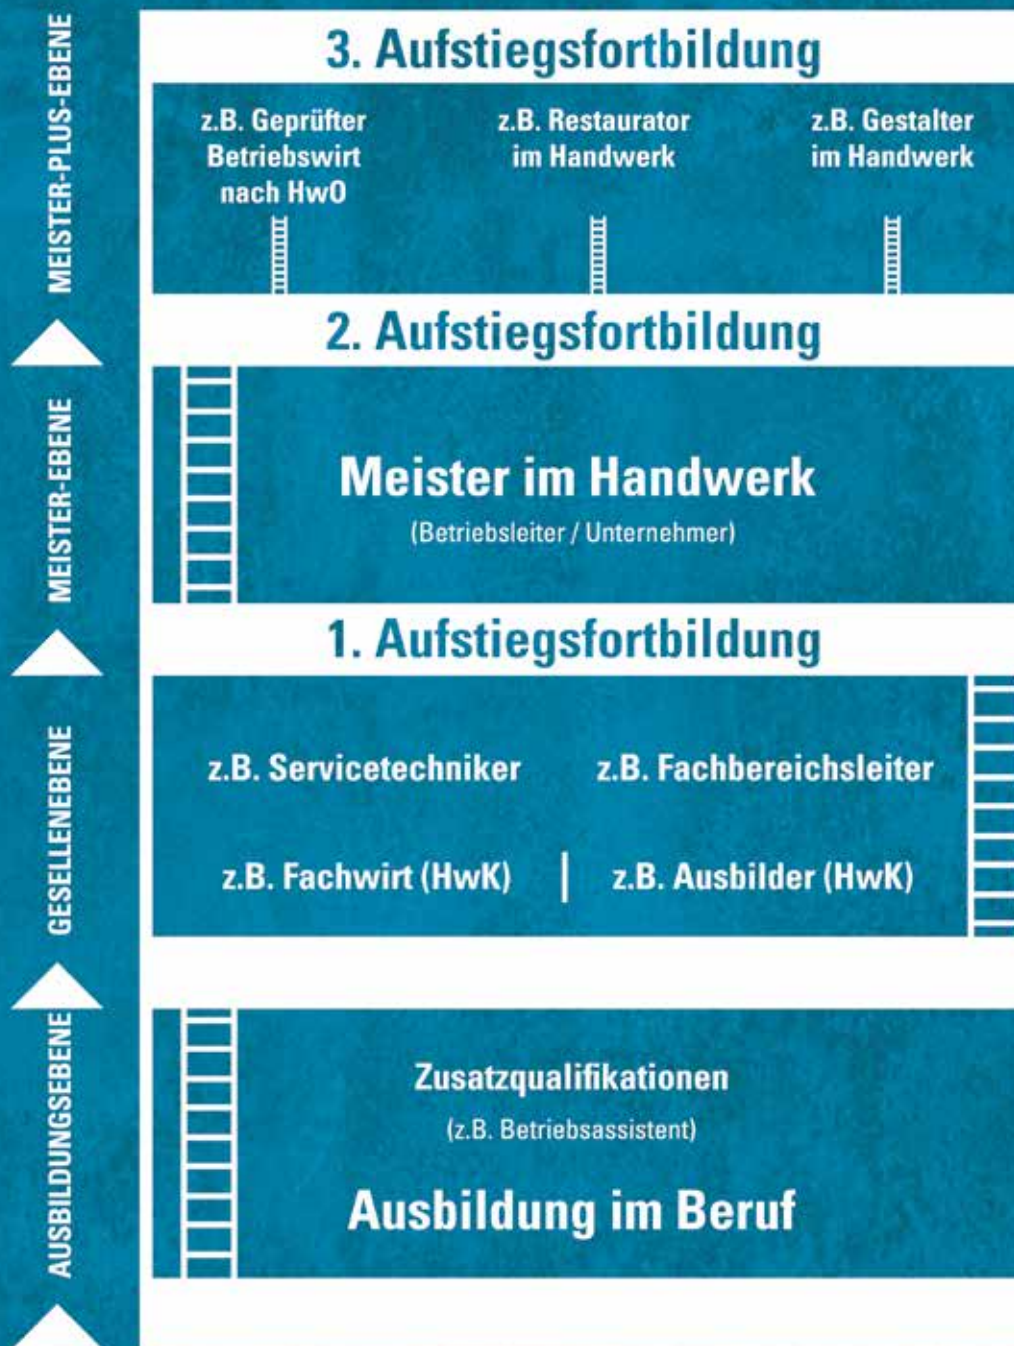 MEISTER-PLUS-EBENE
3. Aufstiegsfortbildung
z.B. Geprüfter
Betriebswirt
nach HwO
z.B. Restaurator
im Handwerk
z.B. Gestalter
im Handwerk
MEISTER-EBENE
2. Aufstiegsfortbildung
Meister im Handwerk
(Betriebsleiter / Unternehmer)
GESELLENEBENE
1. Aufstiegsfortbildung
z.B. Servicetechniker
z.B. Fachbereichsleiter
z.B. Fachwirt (HwK) | z.B. Ausbilder (HwK)
AUSBILDUNGSEBENE
Zusatzqualifikationen
(z.B. Betriebsassistent)
Ausbildung im Beruf